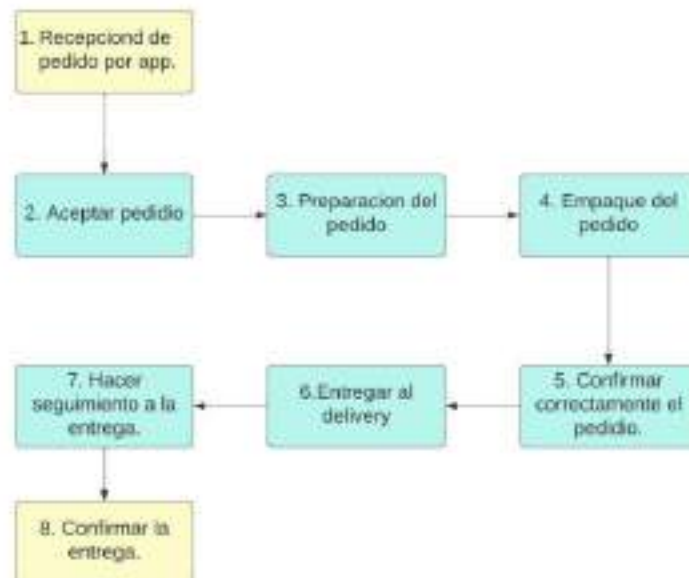 1. Recepciond de
pedido por app.
2. Aceptar pedidio
3. Preparacion del
pedido
4. Empaque del
pedido
5. Confirmar
correctamente el
pedidio.
6.Entregar al
delivery
7. Hacer
seguimiento a la
entrega.
8. Confirmar la
entrega.